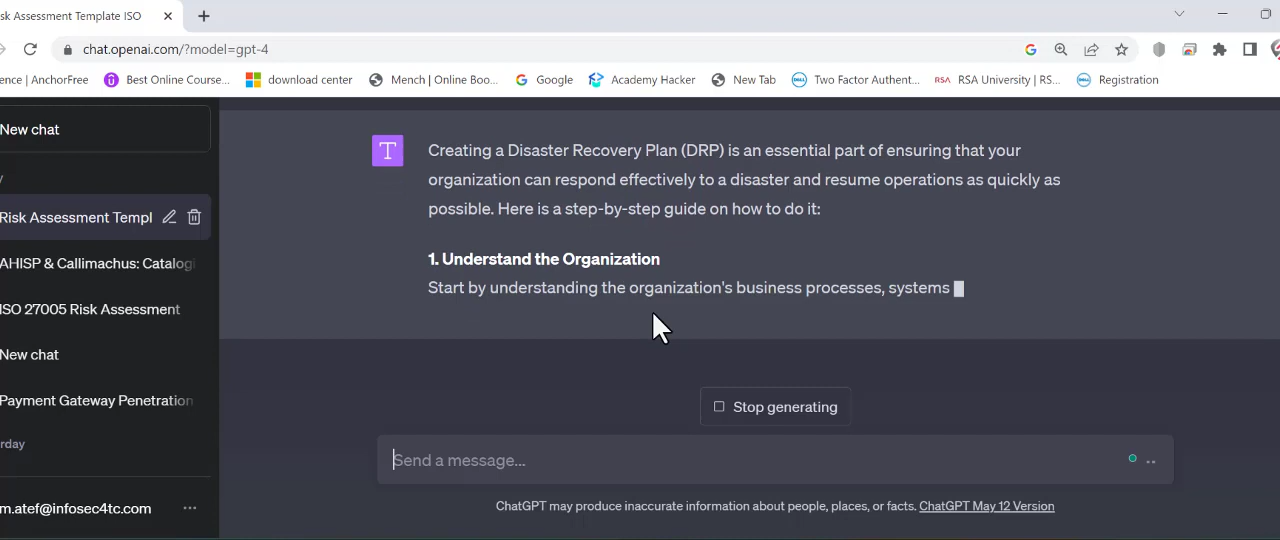 sk Assessment Template ISO
chat.openai.com/?model=gpt-4
ence | AnchorFree Best Online Course... download center Mench | Online Boo... Google Academy Hacker New Tab Two Factor Authent... RSA RSA University | RS... DELL Registration
New chat
y
Risk Assessment Templ
AHISP & Callimachus: Catalogi
ISO 27005 Risk Assessment
New chat
Payment Gateway Penetration
rday
m.atef@infosec4tc.com ...
T
Creating a Disaster Recovery Plan (DRP) is an essential part of ensuring that your
organization can respond effectively to a disaster and resume operations as quickly as
possible. Here is a step-by-step guide on how to do it:
1. Understand the Organization
Start by understanding the organization's business processes, systems
Stop generating
Send a message...
ChatGPT may produce inaccurate information about people, places, or facts. ChatGPT May 12 Version